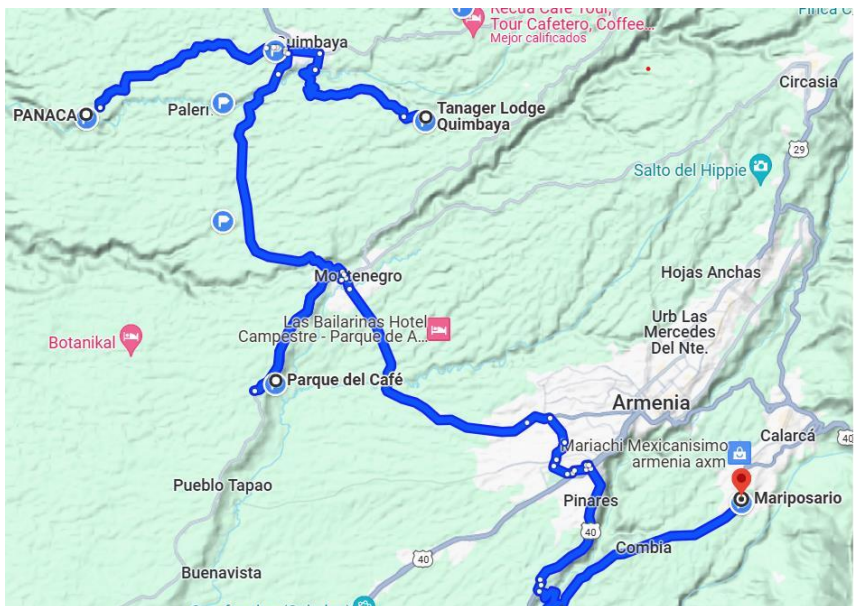 Recuá Café Tour,
Tour Cafetero, Coffee...
Mejor calificados
Finca C
Quimbaya
Circasia
PANACA
Palerm
Tanager Lodge
Quimbaya
29
Salto del Hippie
Montenegro
Hojas Anchas
Las Bailarinas Hotel
Campestre - Parque de A...
Urb Las
Mercedes
Del Nte.
Botanikal
Parque del Café
Armenia
Mariachi Mexicanisimo
armenia axm
Calarcá
40
Pueblo Tapao
Pinares
Mariposario
40
Combia
40
Buenavista